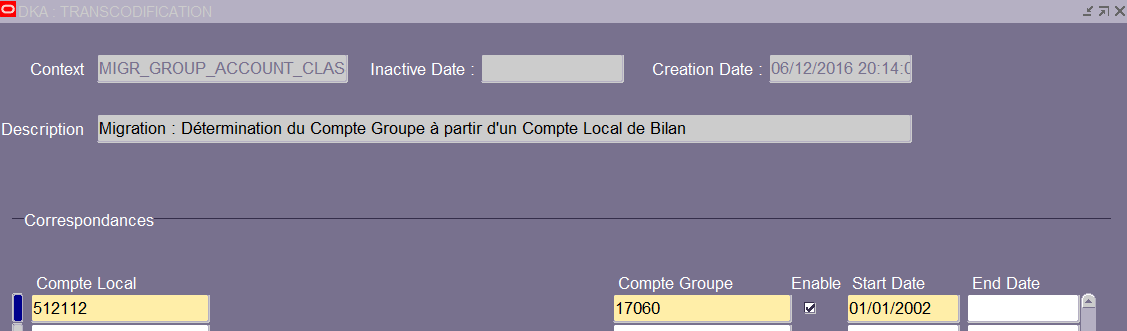 DKA : TRANSCODIFICATION
Context MIGR_GROUP_ACCOUNT_CLAS Inactive Date : Creation Date : 06/12/2016 20:14:0
Description Migration : Détermination du Compte Groupe à partir d'un Compte Local de Bilan
Correspondances
Compte Local Compte Groupe Enable Start Date End Date
512112 17060 01/01/2002